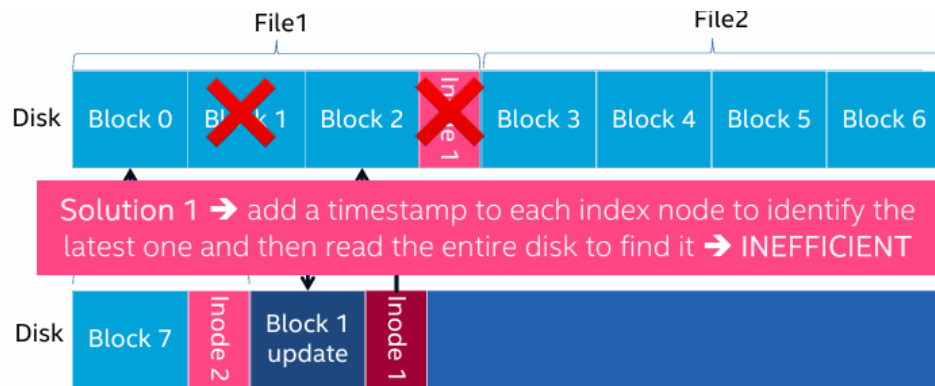 File1 File2
Disk Block 0 Block 1 Block 2 Inode 1 Block 3 Block 4 Block 5 Block 6
Solution 1 ➔ add a timestamp to each index node to identify the
latest one and then read the entire disk to find it ➔ INEFFICIENT
Disk Block 7 Inode 2 Block 1 update Inode 1